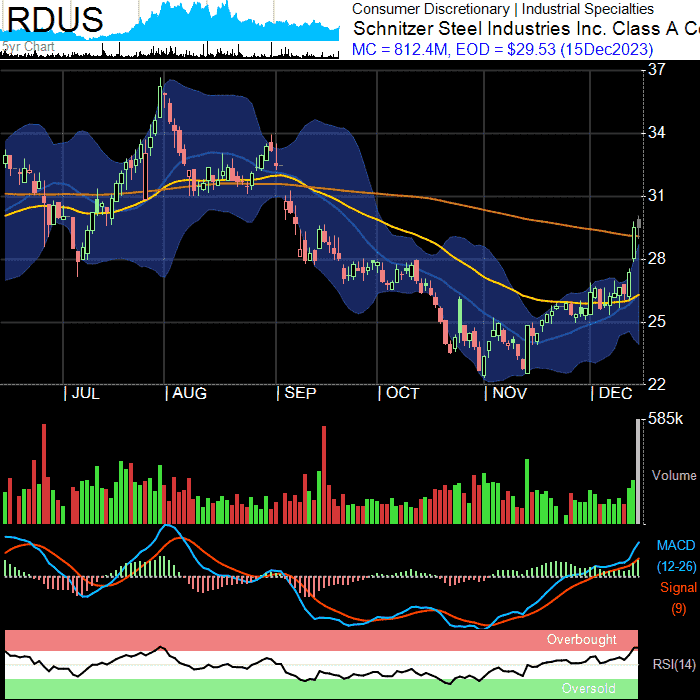 RDUS
5yr Chart
Consumer Discretionary | Industrial Specialties
Schnitzer Steel Industries Inc. Class A
MC = 812.4M, EOD = $29.53 (15Dec2023)
37
34
31
28
25
22
| JUL | AUG | SEP | OCT | NOV | DEC
585k
Volume
MACD
(12-26)
Signal
(9)
Overbought
RSI(14)
Oversold